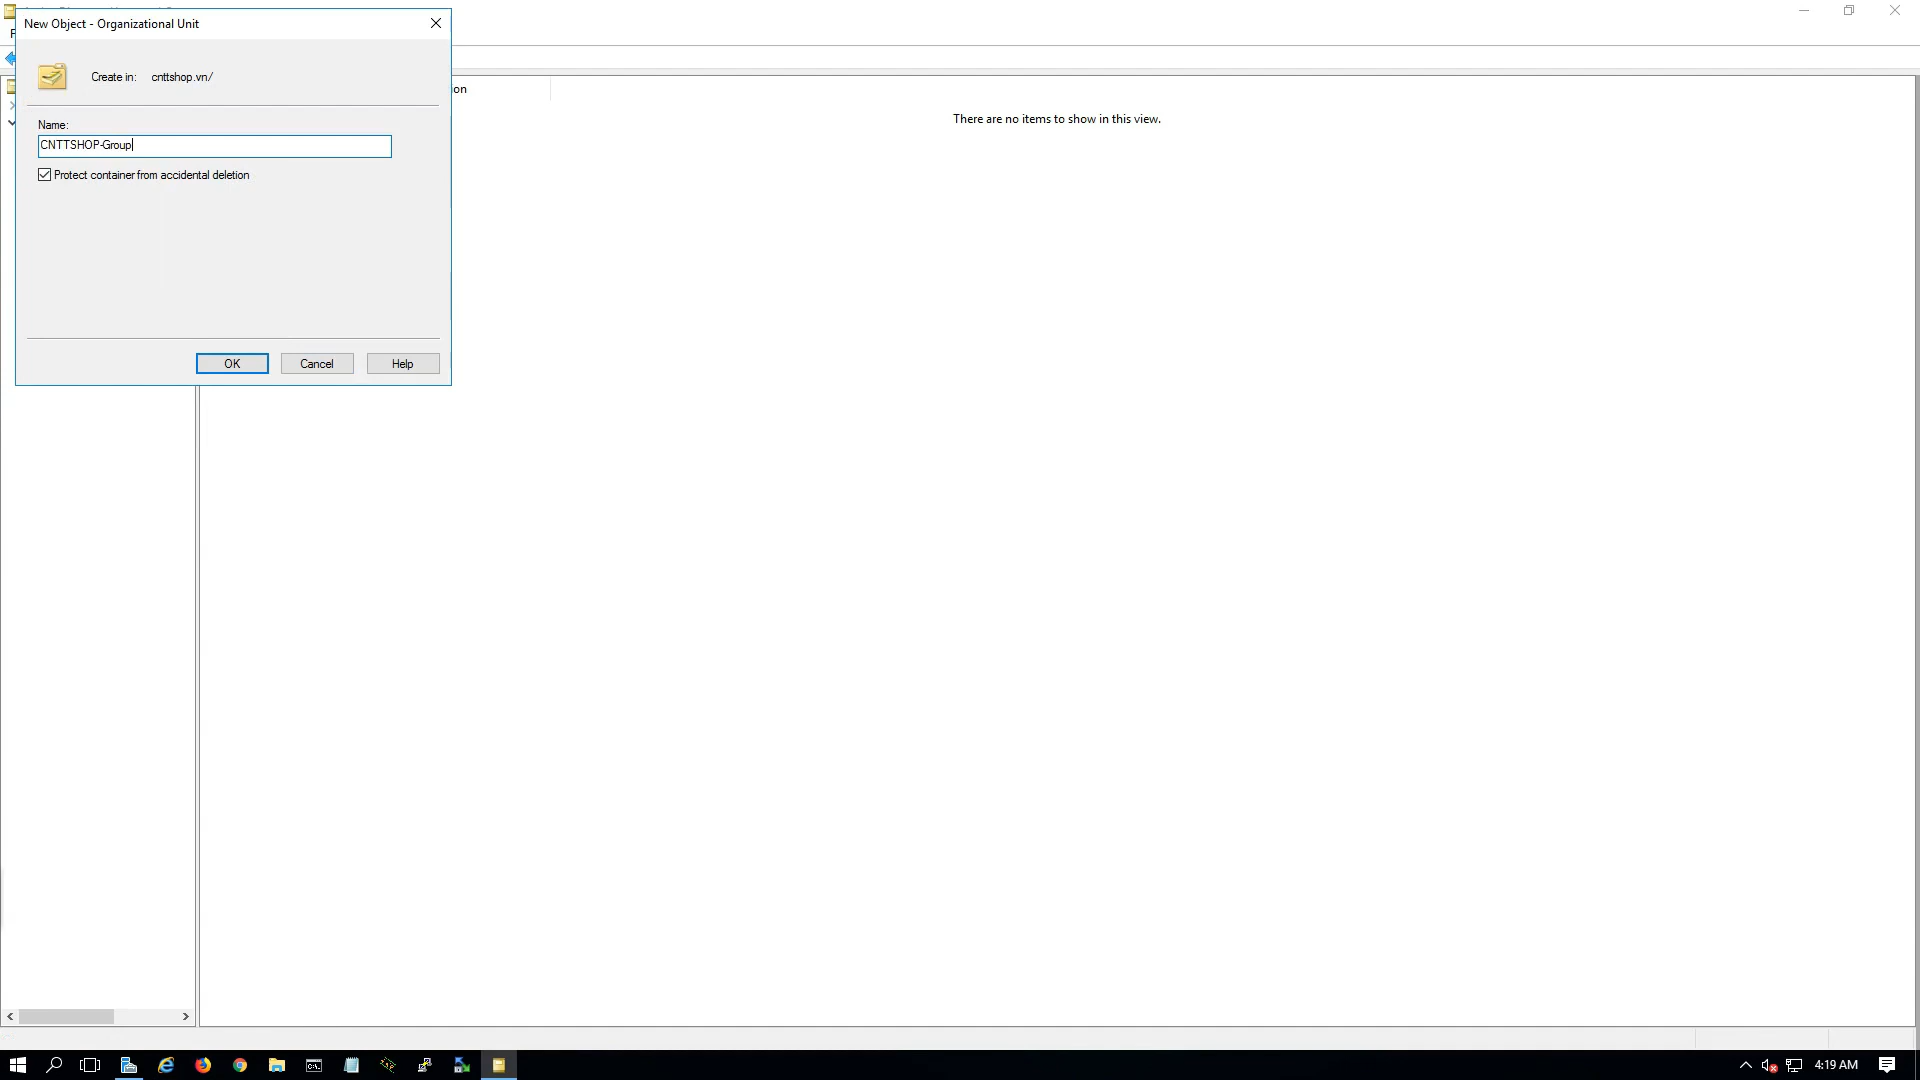 New Object - Organizational Unit
Create in: cnttshop.vn/
Name:
CNTTSHOP-Group
Protect container from accidental deletion
OK
Cancel
Help
There are no items to show in this view.
4:19 AM